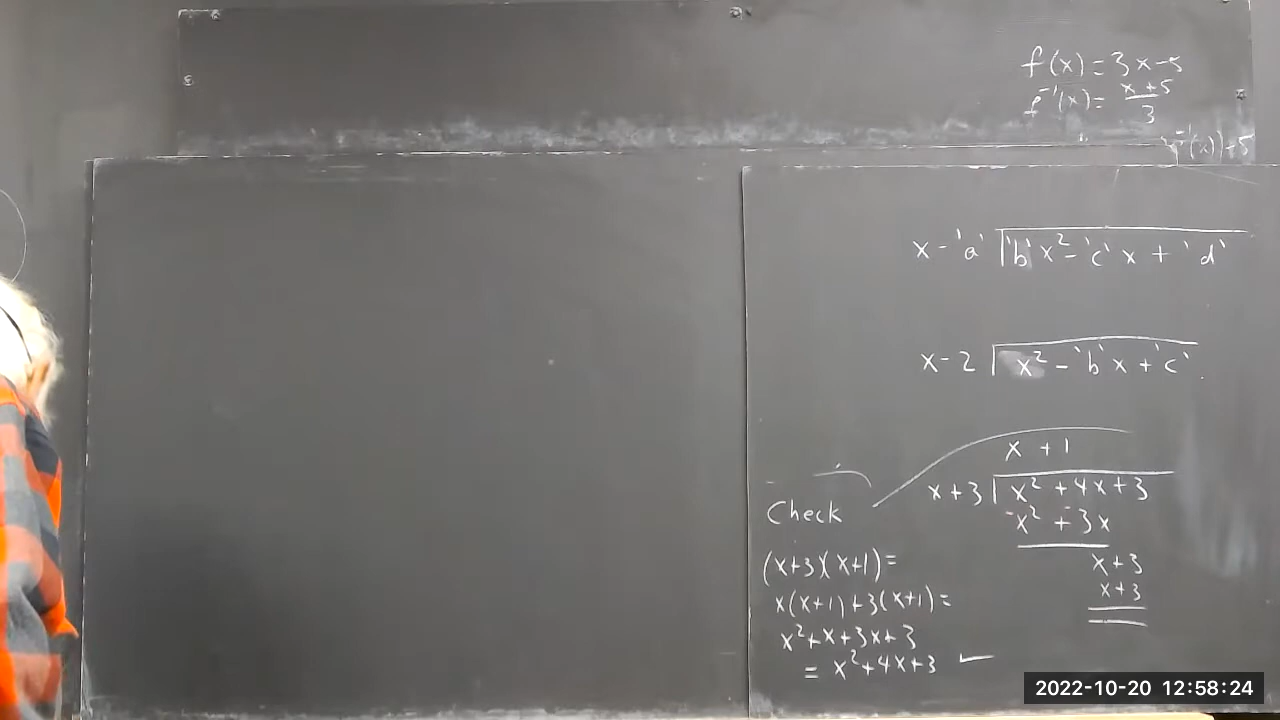 f(x) = 3x-5
f⁻¹(x) = (x+5)/3
⁻¹(x))+5
x - 'a' 'b' x² - 'c' x + 'd'
x - 2 x² - 'b' x + 'c'
x + 1
x+3 x² + 4x + 3
- x² + 3x
x+3
x+3
Check
(x+3)(x+1) =
x(x+1)+3(x+1) =
x²+x+3x+3
= x²+4x+3 ✓
2022-10-20 12:58:24